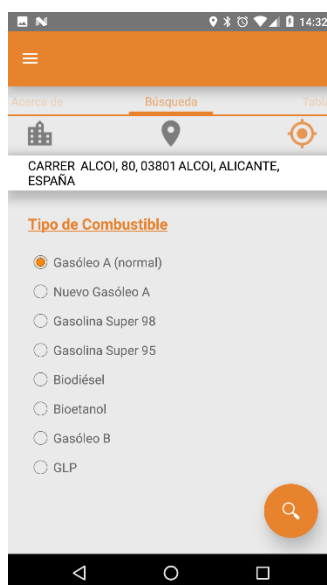 14:32
Acerca de Búsqueda Tabla
CARRER ALCOI, 80, 03801 ALCOI, ALICANTE,
ESPAÑA
Tipo de Combustible
Gasóleo A (normal)
Nuevo Gasóleo A
Gasolina Super 98
Gasolina Super 95
Biodiésel
Bioetanol
Gasóleo B
GLP